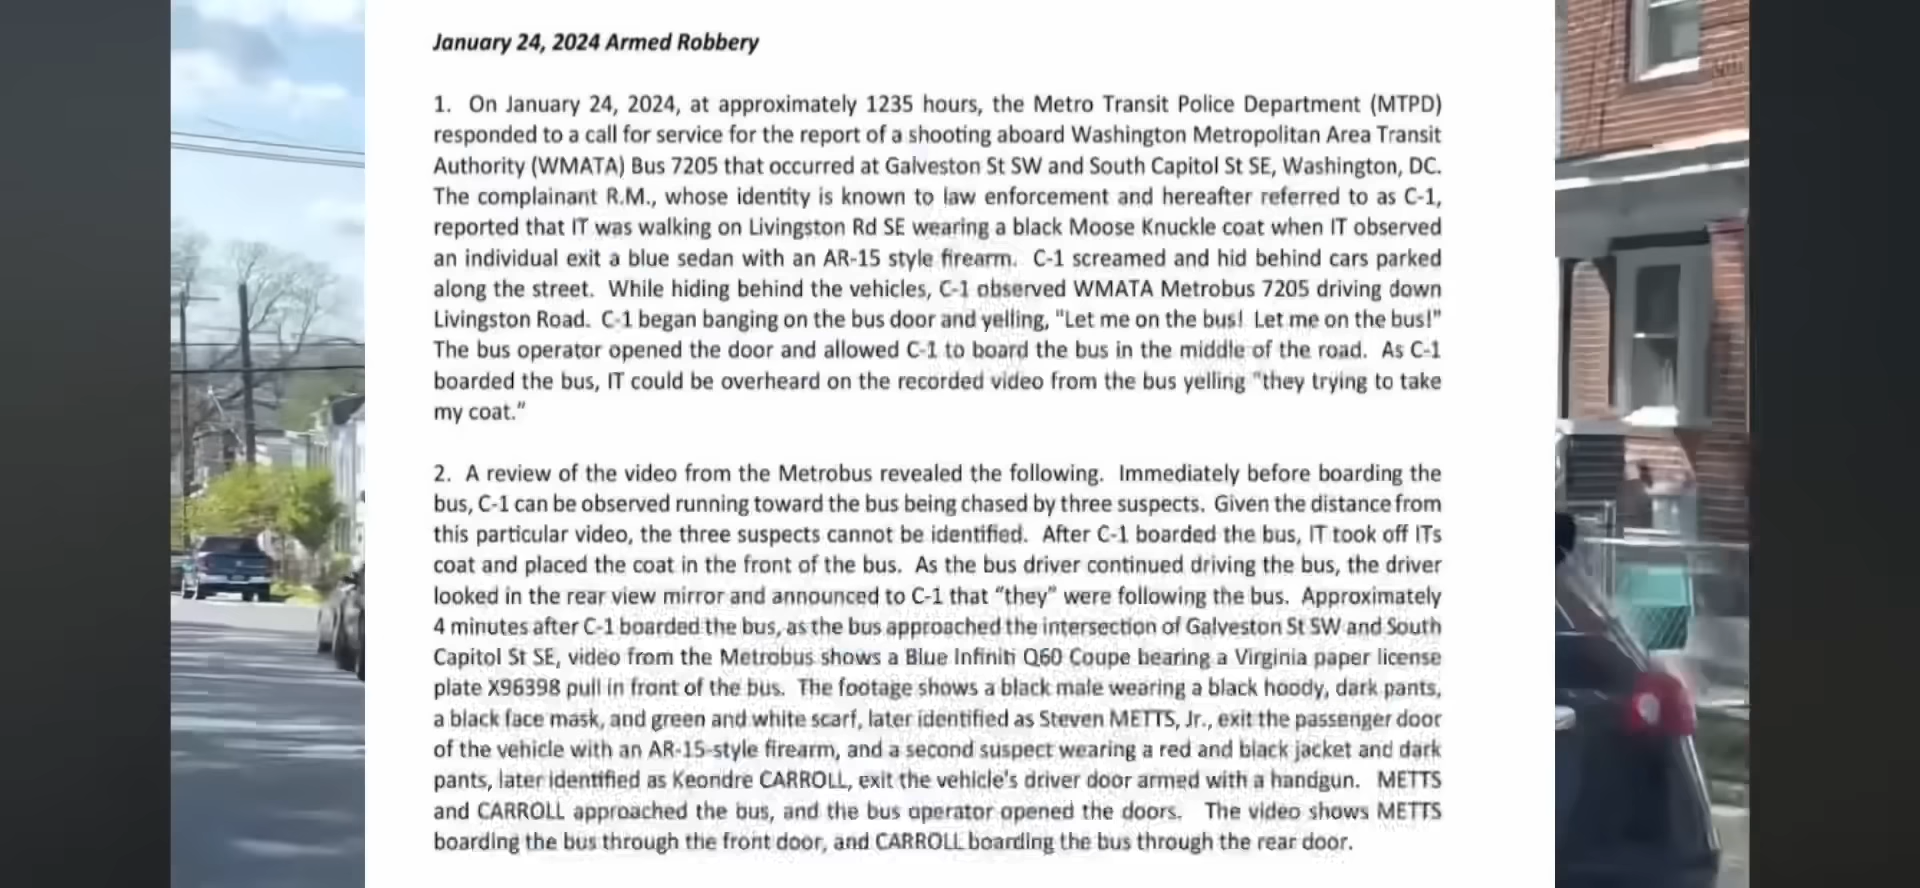 January 24, 2024 Armed Robbery
1. On January 24, 2024, at approximately 1235 hours, the Metro Transit Police Department (MTPD)
responded to a call for service for the report of a shooting aboard Washington Metropolitan Area Transit
Authority (WMATA) Bus 7205 that occurred at Galveston St SW and South Capitol St SE, Washington, DC.
The complainant R.M., whose identity is known to law enforcement and hereafter referred to as C-1,
reported that IT was walking on Livingston Rd SE wearing a black Moose Knuckle coat when IT observed
an individual exit a blue sedan with an AR-15 style firearm. C-1 screamed and hid behind cars parked
along the street. While hiding behind the vehicles, C-1 observed WMATA Metrobus 7205 driving down
Livingston Road. C-1 began banging on the bus door and yelling, "Let me on the bus! Let me on the bus!"
The bus operator opened the door and allowed C-1 to board the bus in the middle of the road. As C-1
boarded the bus, IT could be overheard on the recorded video from the bus yelling "they trying to take
my coat."
2. A review of the video from the Metrobus revealed the following. Immediately before boarding the
bus, C-1 can be observed running toward the bus being chased by three suspects. Given the distance from
this particular video, the three suspects cannot be identified. After C-1 boarded the bus, IT took off ITs
coat and placed the coat in the front of the bus. As the bus driver continued driving the bus, the driver
looked in the rear view mirror and announced to C-1 that “they” were following the bus. Approximately
4 minutes after C-1 boarded the bus, as the bus approached the intersection of Galveston St SW and South
Capitol St SE, video from the Metrobus shows a Blue Infiniti Q60 Coupe bearing a Virginia paper license
plate X96398 pull in front of the bus. The footage shows a black male wearing a black hoody, dark pants,
a black face mask, and green and white scarf, later identified as Steven METTS, Jr., exit the passenger door
of the vehicle with an AR-15-style firearm, and a second suspect wearing a red and black jacket and dark
pants, later identified as Keondre CARROLL, exit the vehicle's driver door armed with a handgun. METTS
and CARROLL approached the bus, and the bus operator opened the doors. The video shows METTS
boarding the bus through the front door, and CARROLL boarding the bus through the rear door.